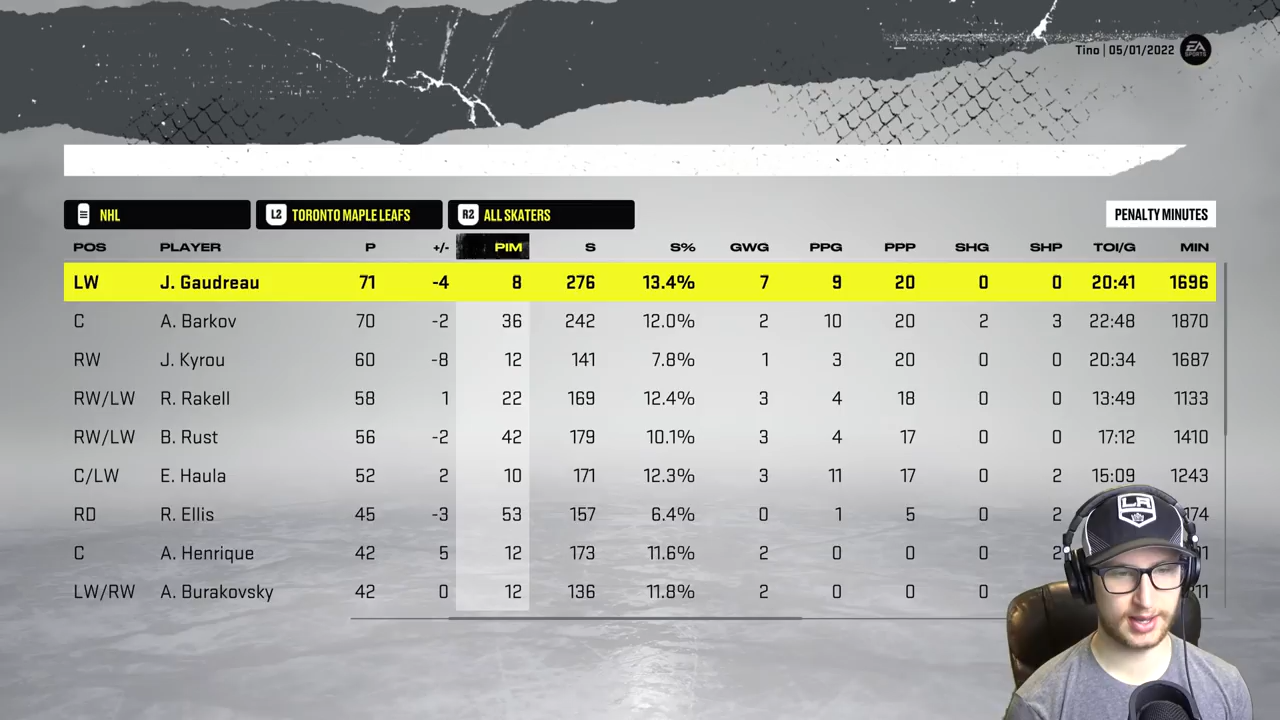 Tino | 05/01/2022 EA SPORTS
NHL L2 TORONTO MAPLE LEAFS R2 ALL SKATERS PENALTY MINUTES
POS PLAYER P +/- PIM S S% GWG PPG PPP SHG SHP TOI/G MIN
LW J. Gaudreau 71 -4 8 276 13.4% 7 9 20 0 0 20:41 1696
C A. Barkov 70 -2 36 242 12.0% 2 10 20 2 3 22:48 1870
RW J. Kyrou 60 -8 12 141 7.8% 1 3 20 0 0 20:34 1687
RW/LW R. Rakell 58 1 22 169 12.4% 3 4 18 0 0 13:49 1133
RW/LW B. Rust 56 -2 42 179 10.1% 3 4 17 0 0 17:12 1410
C/LW E. Haula 52 2 10 171 12.3% 3 11 17 0 2 15:09 1243
RD R. Ellis 45 -3 53 157 6.4% 0 1 5 0 2
C A. Henrique 42 5 12 173 11.6% 2 0 0 0 2
LW/RW A. Burakovsky 42 0 12 136 11.8% 2 0 0 0
LA